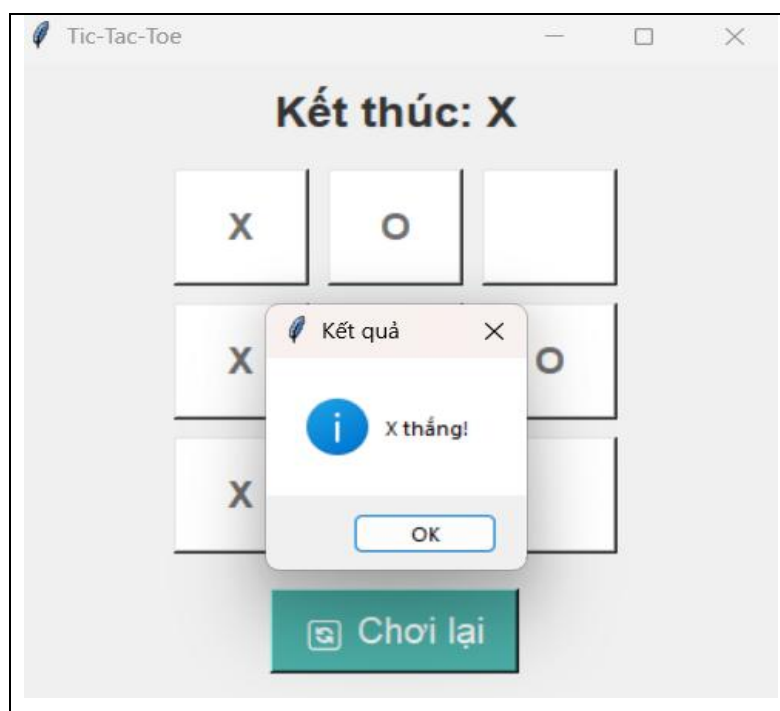 Tic-Tac-Toe
Kết thúc: X
X O
X O
X
Kết quả
X thắng!
OK
Chơi lại